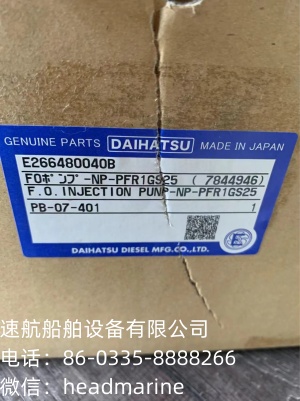 GENUINE PARTS DAIHATSU MADE IN JAPAN
E266480040B
FOポンプ-NP-PFR1GS25 ( 7844946)
F.O.INJECTION PUNP-NP-PFR1GS25
PB-07-401 1
DAIHATSU DIESEL MFG.CO.,LTD.
速航船舶设备有限公司
电话：86-0335-8888266
微信：headmarine